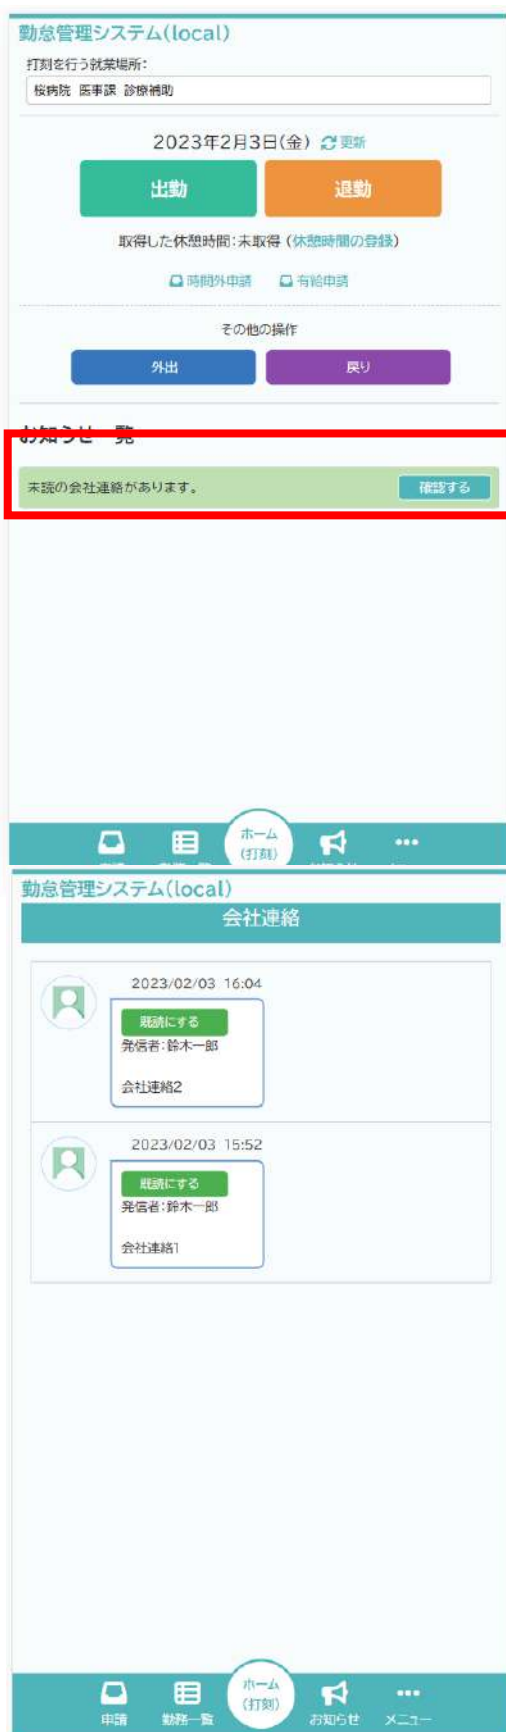 勤怠管理システム(local)
打刻を行う就業場所:
桜病院 医事課 診療補助
2023年2月3日(金) 更新
出勤 退勤
取得した休憩時間:未取得 (休憩時間の登録)
時間外申請 有給申請
その他の操作
外出 戻り
お知らせ一覧
未読の会社連絡があります。 確認する
ホーム
(打刻)
勤怠管理システム(local)
会社連絡
2023/02/03 16:04
既読にする
発信者:鈴木一郎
会社連絡2
2023/02/03 15:52
既読にする
発信者:鈴木一郎
会社連絡1
ホーム
(打刻)
申請 勤務一覧 お知らせ メニュー